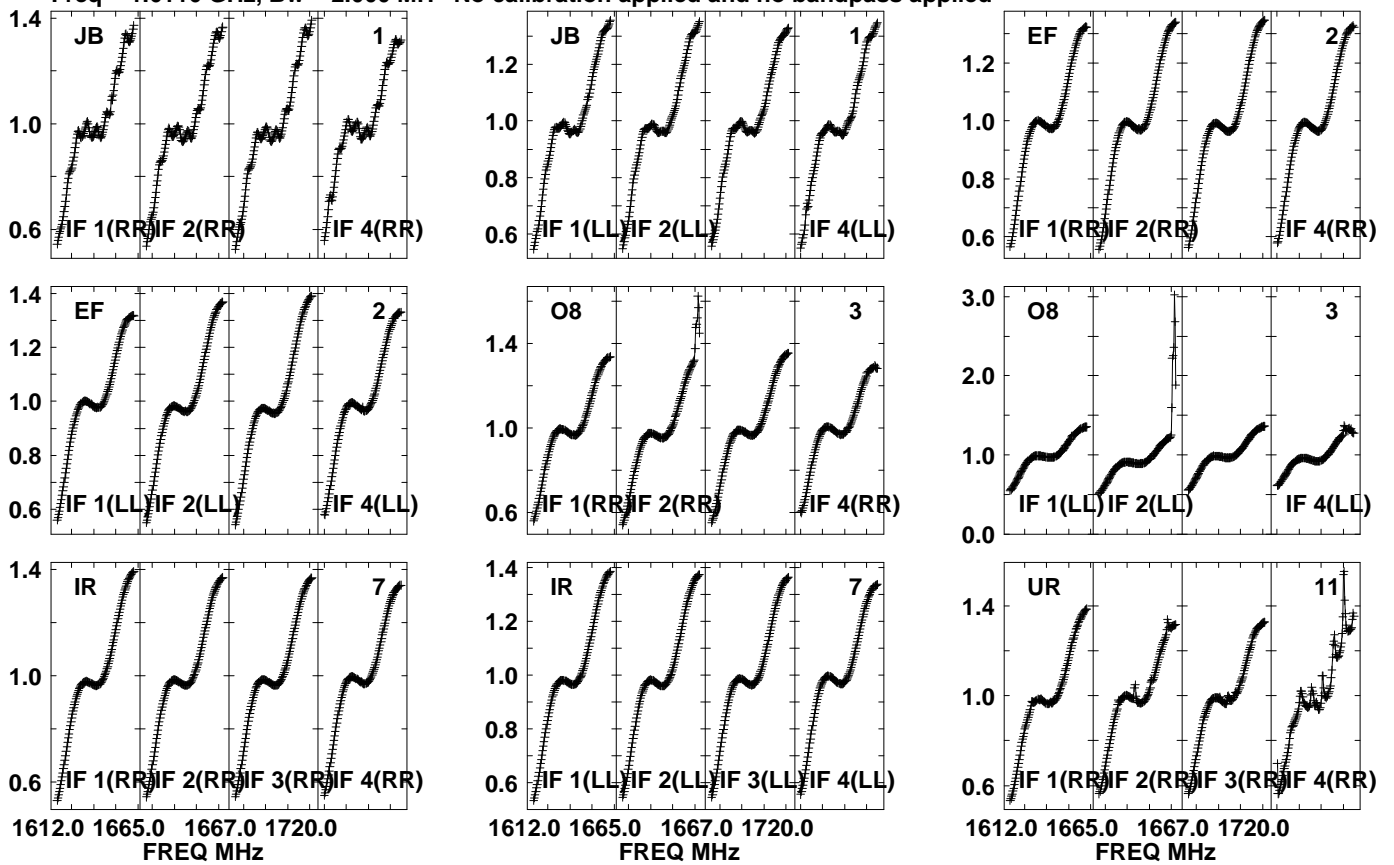 No calibration applied and no bandpass applied
1.4 JB 1
1.0
0.6 IF 1(RR) IF 2(RR) IF 4(RR)
JB 1
1.2
1.0
0.8
0.6 IF 1(LL) IF 2(LL) IF 4(LL)
EF 2
1.2
1.0
0.8
0.6 IF 1(RR) IF 2(RR) IF 4(RR)
1.4 EF 2
1.2
1.0
0.8
0.6 IF 1(LL) IF 2(LL) IF 4(LL)
O8 3
1.4
1.0
0.6 IF 1(RR) IF 2(RR) IF 4(RR)
3.0 O8 3
2.0
1.0
IF 1(LL) IF 2(LL) IF 4(LL)
0.0
1.4 IR 7
1.0
0.6 IF 1(RR) IF 2(RR) IF 3(RR) IF 4(RR)
1612.0 1665.0 1667.0 1720.0
FREQ MHz
1.4 IR 7
1.2
1.0
0.8
0.6 IF 1(LL) IF 2(LL) IF 3(LL) IF 4(LL)
1612.0 1665.0 1667.0 1720.0
FREQ MHz
UR 11
1.4
1.0
0.6 IF 1(RR) IF 2(RR) IF 3(RR) IF 4(RR)
1612.0 1665.0 1667.0 1720.0
FREQ MHz